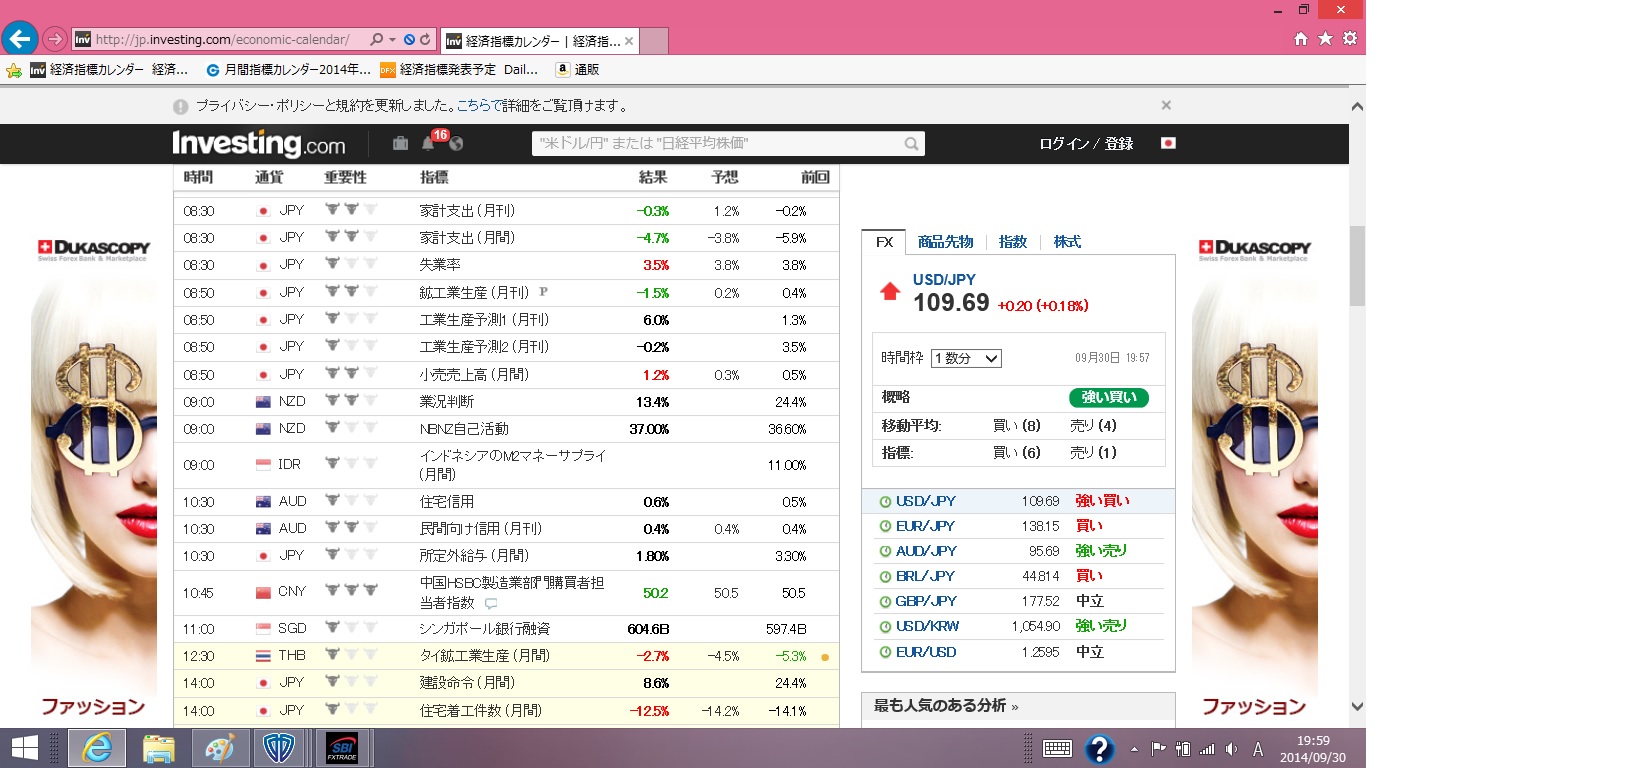 http://jp.investing.com/economic-calendar/
経済指標カレンダー | 経済指...
経済指標カレンダー 経済...
月間指標カレンダー2014年...
経済指標発表予定 Dail...
通販
プライバシー・ポリシーと規約を更新しました。こちらで詳細をご覧頂けます。
Investing.com
16
"米ドル/円" または "日経平均株価"
ログイン / 登録
時間 通貨 重要性 指標 結果 予想 前回
08:30 JPY 家計支出 (月刊) -0.3% 1.2% -0.2%
08:30 JPY 家計支出 (月間) -4.7% -3.8% -5.9%
08:30 JPY 失業率 3.5% 3.8% 3.8%
08:50 JPY 鉱工業生産 (月刊) P -1.5% 0.2% 0.4%
08:50 JPY 工業生産予測1 (月刊) 6.0% 1.3%
08:50 JPY 工業生産予測2 (月刊) -0.2% 3.5%
08:50 JPY 小売売上高 (月間) 1.2% 0.3% 0.5%
09:00 NZD 業況判断 13.4% 24.4%
09:00 NZD NBNZ自己活動 37.00% 36.60%
09:00 IDR インドネシアのM2マネーサプライ
(月間) 11.00%
10:30 AUD 住宅信用 0.6% 0.5%
10:30 AUD 民間向け信用 (月刊) 0.4% 0.4% 0.4%
10:30 JPY 所定外給与 (月間) 1.80% 3.30%
10:45 CNY 中国HSBC製造業部門購買者担
当者指数 50.2 50.5 50.5
11:00 SGD シンガポール銀行融資 604.6B 597.4B
12:30 THB タイ鉱工業生産 (月間) -2.7% -4.5% -5.3%
14:00 JPY 建設命令 (月間) 8.6% 24.4%
14:00 JPY 住宅着工件数 (月間) -12.5% -14.2% -14.1%
FX 商品先物 指数 株式
USD/JPY
109.69 +0.20 (+0.18%)
時間枠 1 数分 09月30日 19:57
概略 強い買い
移動平均: 買い (8) 売り (4)
指標: 買い (6) 売り (1)
USD/JPY 109.69 強い買い
EUR/JPY 138.15 買い
AUD/JPY 95.69 強い売り
BRL/JPY 44.814 買い
GBP/JPY 177.52 中立
USD/KRW 1,054.90 強い売り
EUR/USD 1.2595 中立
最も人気のある分析 »
DUKASCOPY
Swiss Forex Bank & Marketplace
ファッション
DUKASCOPY
Swiss Forex Bank & Marketplace
ファッション
SBI
FXTRADE
A
19:59
2014/09/30